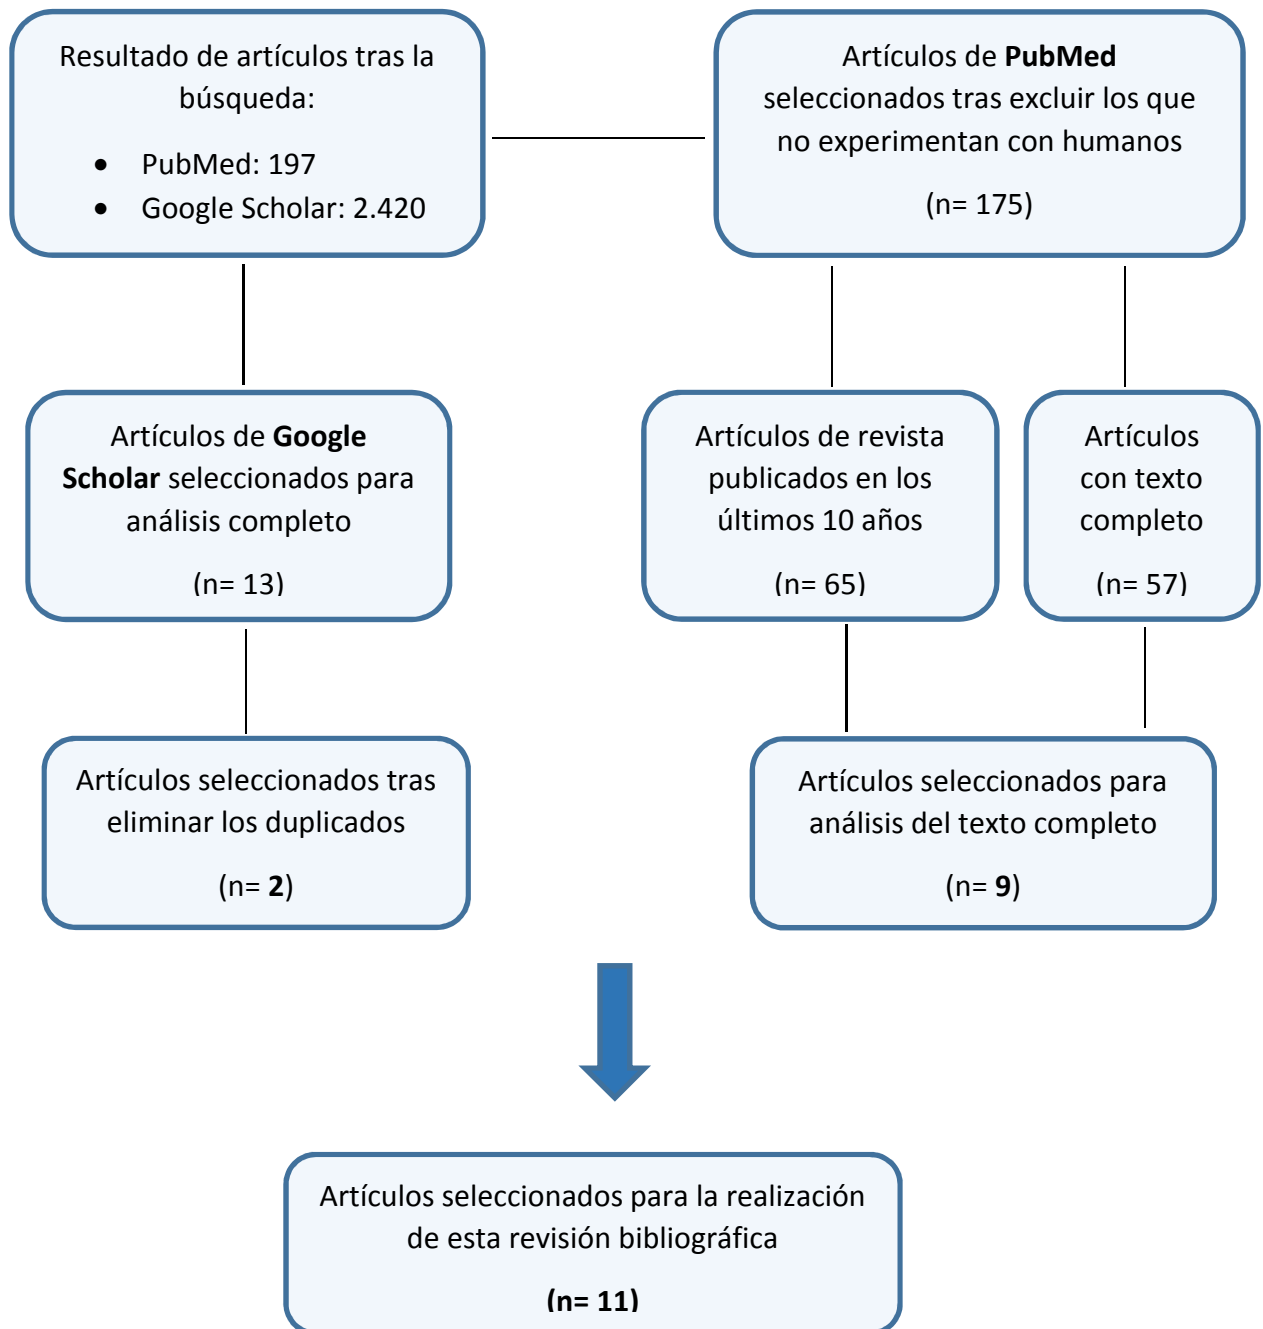 Resultado de artículos tras la
búsqueda:
• PubMed: 197
• Google Scholar: 2.420
Artículos de PubMed
seleccionados tras excluir los que
no experimentan con humanos
(n= 175)
Artículos de Google
Scholar seleccionados para
análisis completo
(n= 13)
Artículos de revista
publicados en los
últimos 10 años
(n= 65)
Artículos
con texto
completo
(n= 57)
Artículos seleccionados tras
eliminar los duplicados
(n= 2)
Artículos seleccionados para
análisis del texto completo
(n= 9)
Artículos seleccionados para la realización
de esta revisión bibliográfica
(n= 11)